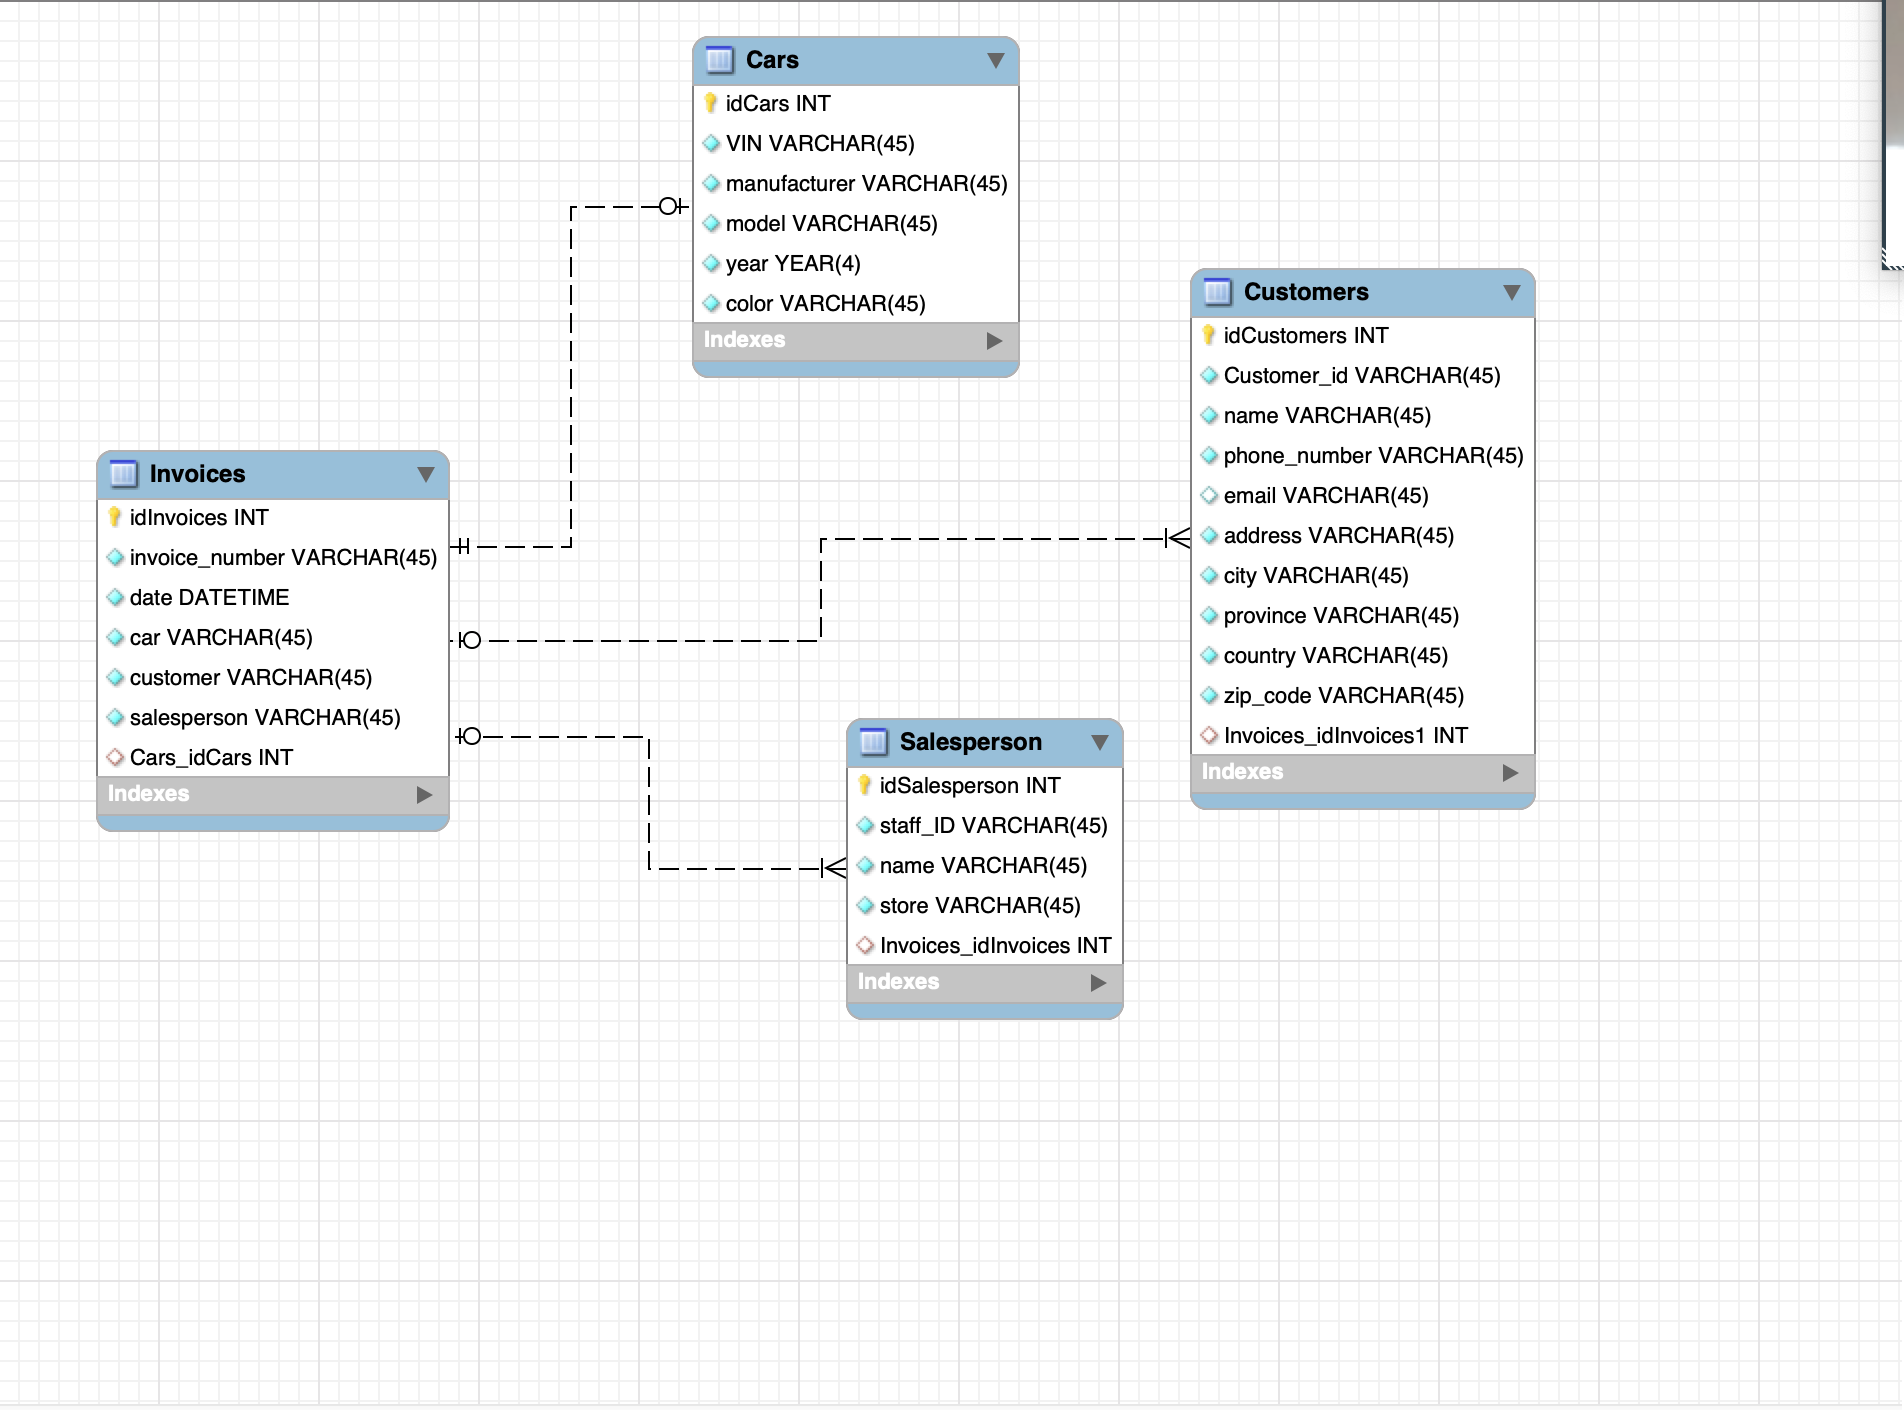 Cars
idCars INT
VIN VARCHAR(45)
manufacturer VARCHAR(45)
model VARCHAR(45)
year YEAR(4)
color VARCHAR(45)
Indexes
Customers
idCustomers INT
Customer_id VARCHAR(45)
name VARCHAR(45)
phone_number VARCHAR(45)
email VARCHAR(45)
address VARCHAR(45)
city VARCHAR(45)
province VARCHAR(45)
country VARCHAR(45)
zip_code VARCHAR(45)
Invoices_idInvoices1 INT
Indexes
Invoices
idInvoices INT
invoice_number VARCHAR(45)
date DATETIME
car VARCHAR(45)
customer VARCHAR(45)
salesperson VARCHAR(45)
Cars_idCars INT
Indexes
Salesperson
idSalesperson INT
staff_ID VARCHAR(45)
name VARCHAR(45)
store VARCHAR(45)
Invoices_idInvoices INT
Indexes